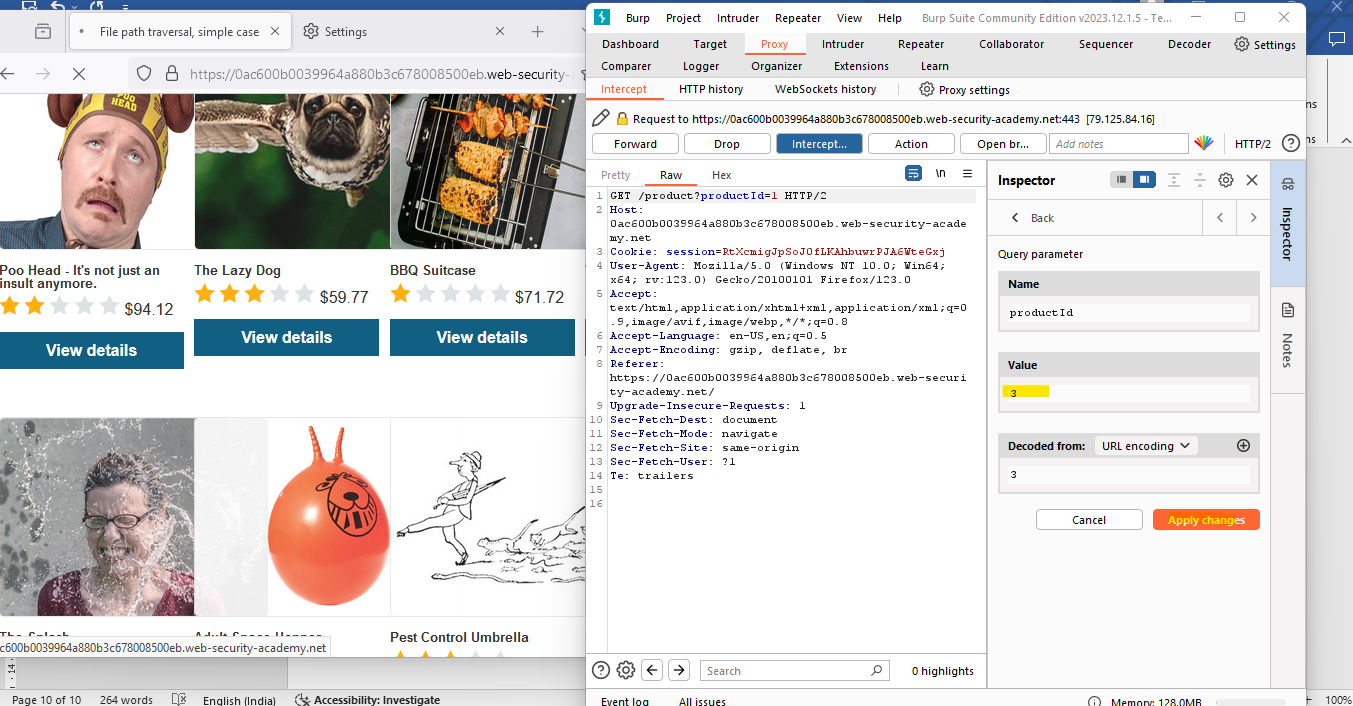 File path traversal, simple case
Settings
https://0ac600b0039964a880b3c678008500eb.web-security-
POO
HEAD
Poo Head - It's not just an
insult anymore.
$94.12
View details
The Lazy Dog
$59.77
View details
BBQ Suitcase
$71.72
View details
The Splash
Adult Space Hopper
Pest Control Umbrella
c600b0039964a880b3c678008500eb.web-security-academy.net
Page 10 of 10
264 words
English (India)
Accessibility: Investigate
100%
Burp
Project
Intruder
Repeater
View
Help
Burp Suite Community Edition v2023.12.1.5 - Te...
Dashboard
Target
Proxy
Intruder
Repeater
Collaborator
Sequencer
Decoder
Settings
Comparer
Logger
Organizer
Extensions
Learn
Intercept
HTTP history
WebSockets history
Proxy settings
Request to https://0ac600b0039964a880b3c678008500eb.web-security-academy.net:443 [79.125.84.16]
Forward
Drop
Intercept...
Action
Open br...
Add notes
HTTP/2
Pretty
Raw
Hex
\n
1 GET /product?productId=1 HTTP/2
2 Host:
0ac600b0039964a880b3c678008500eb.web-security-acade
my.net
3 Cookie: session=RtXcmigJpSoJOfLKAhbuwrPJA6WteGxj
4 User-Agent: Mozilla/5.0 (Windows NT 10.0; Win64;
x64; rv:123.0) Gecko/20100101 Firefox/123.0
5 Accept:
text/html,application/xhtml+xml,application/xml;q=0
.9,image/avif,image/webp,*/*;q=0.8
6 Accept-Language: en-US,en;q=0.5
7 Accept-Encoding: gzip, deflate, br
8 Referer:
https://0ac600b0039964a880b3c678008500eb.web-securi
ty-academy.net/
9 Upgrade-Insecure-Requests: 1
10 Sec-Fetch-Dest: document
11 Sec-Fetch-Mode: navigate
12 Sec-Fetch-Site: same-origin
13 Sec-Fetch-User: ?1
14 Te: trailers
15
16
Search
0 highlights
Event log
All issues
Memory: 128.0MB
Inspector
Back
Query parameter
Name
productId
Value
3
Decoded from:
URL encoding
3
Cancel
Apply changes
Inspector
Notes